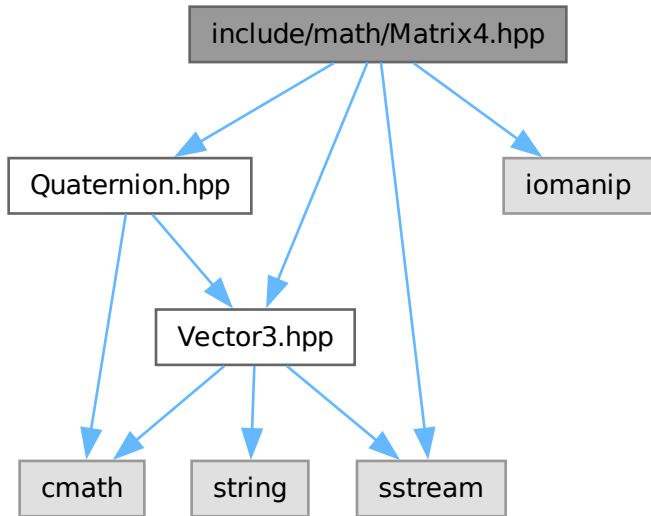 include/math/Matrix4.hpp
Quaternion.hpp
iomanip
Vector3.hpp
cmath
string
sstream